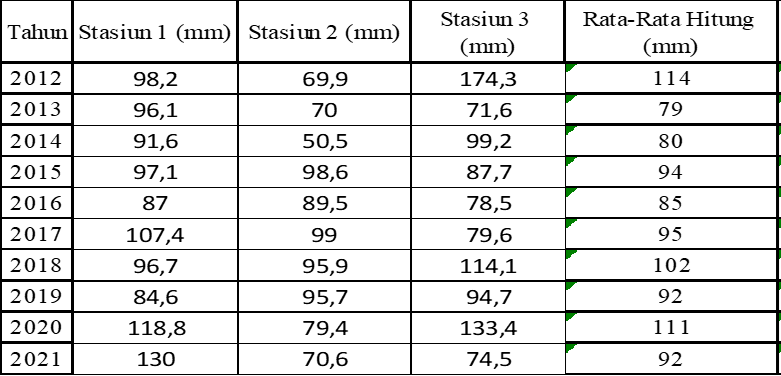 Tahun Stasiun 1 (mm) Stasiun 2 (mm) Stasiun 3 (mm) Rata-Rata Hitung (mm)
2012 98,2 69,9 174,3 114
2013 96,1 70 71,6 79
2014 91,6 50,5 99,2 80
2015 97,1 98,6 87,7 94
2016 87 89,5 78,5 85
2017 107,4 99 79,6 95
2018 96,7 95,9 114,1 102
2019 84,6 95,7 94,7 92
2020 118,8 79,4 133,4 111
2021 130 70,6 74,5 92